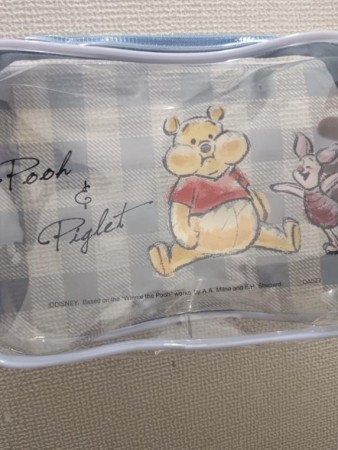 Pooh
&
Piglet
©DISNEY. Based on the "Winnie the Pooh" works by A.A. Milne and E.H. Shepard.